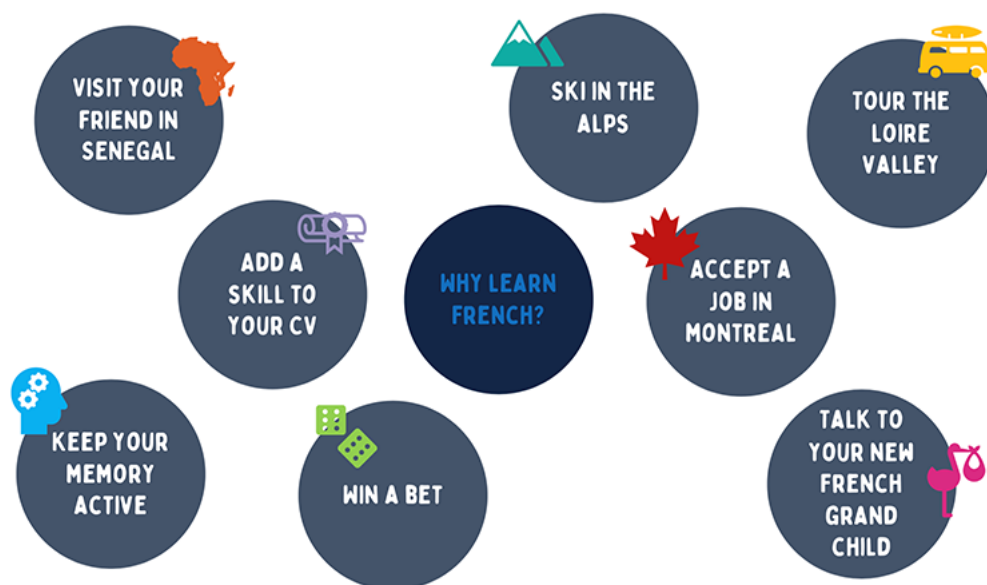 VISIT YOUR
FRIEND IN
SENEGAL
SKI IN THE
ALPS
TOUR THE
LOIRE
VALLEY
ADD A
SKILL TO
YOUR CV
WHY LEARN
FRENCH?
ACCEPT A
JOB IN
MONTREAL
KEEP YOUR
MEMORY
ACTIVE
WIN A BET
TALK TO
YOUR NEW
FRENCH
GRAND
CHILD